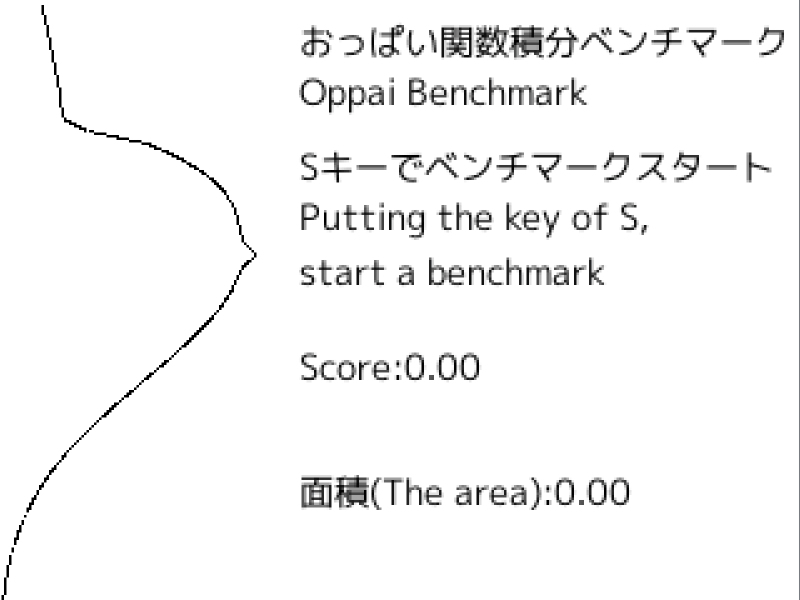 おっぱい関数積分ベンチマーク
Oppai Benchmark
Sキーでベンチマークスタート
Putting the key of S,
start a benchmark
Score:0.00
面積(The area):0.00